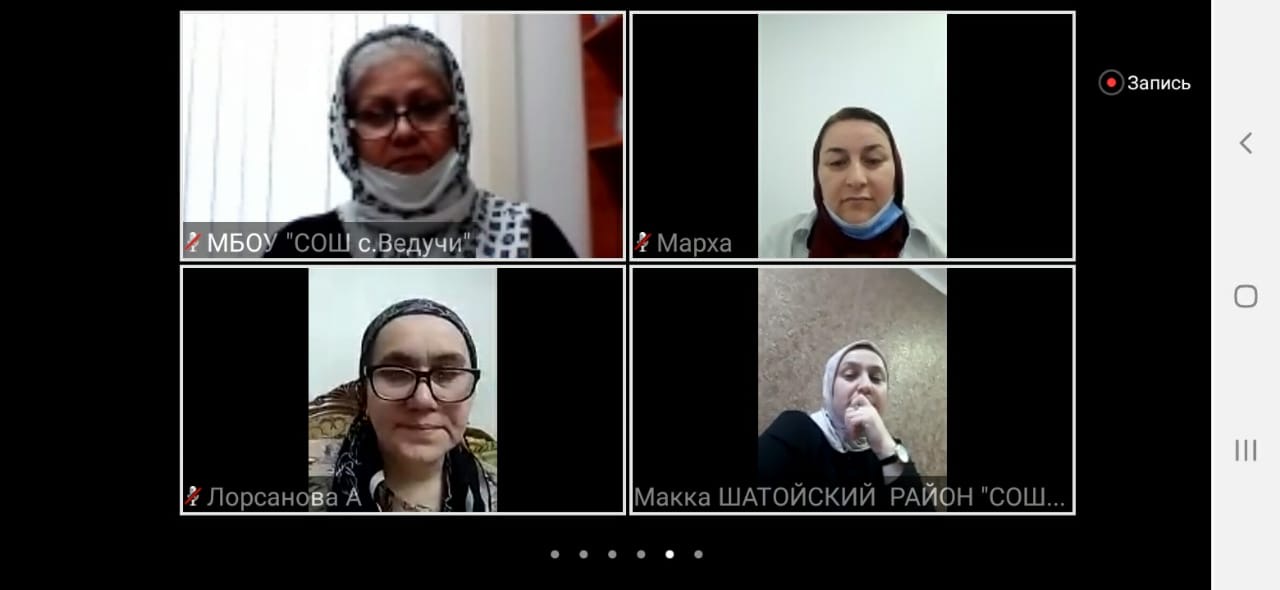 Запись
МБОУ "СОШ с.Ведучи"
Марха
Лорсанова А
Макка ШАТОЙСКИЙ РАЙОН "СОШ...